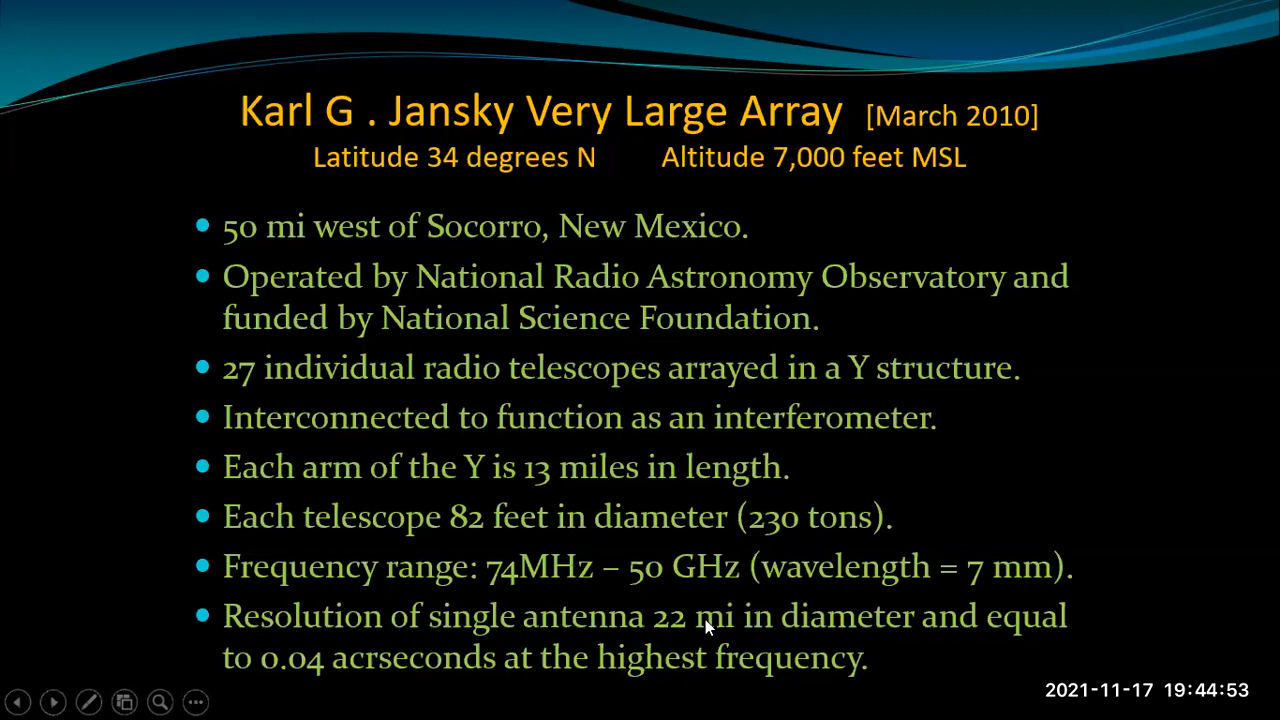 Karl G . Jansky Very Large Array [March 2010]
Latitude 34 degrees N Altitude 7,000 feet MSL
• 50 mi west of Socorro, New Mexico.
• Operated by National Radio Astronomy Observatory and
funded by National Science Foundation.
• 27 individual radio telescopes arrayed in a Y structure.
• Interconnected to function as an interferometer.
• Each arm of the Y is 13 miles in length.
• Each telescope 82 feet in diameter (230 tons).
• Frequency range: 74MHz – 50 GHz (wavelength = 7 mm).
• Resolution of single antenna 22 mi in diameter and equal
to 0.04 acrseconds at the highest frequency.
2021-11-17 19:44:53